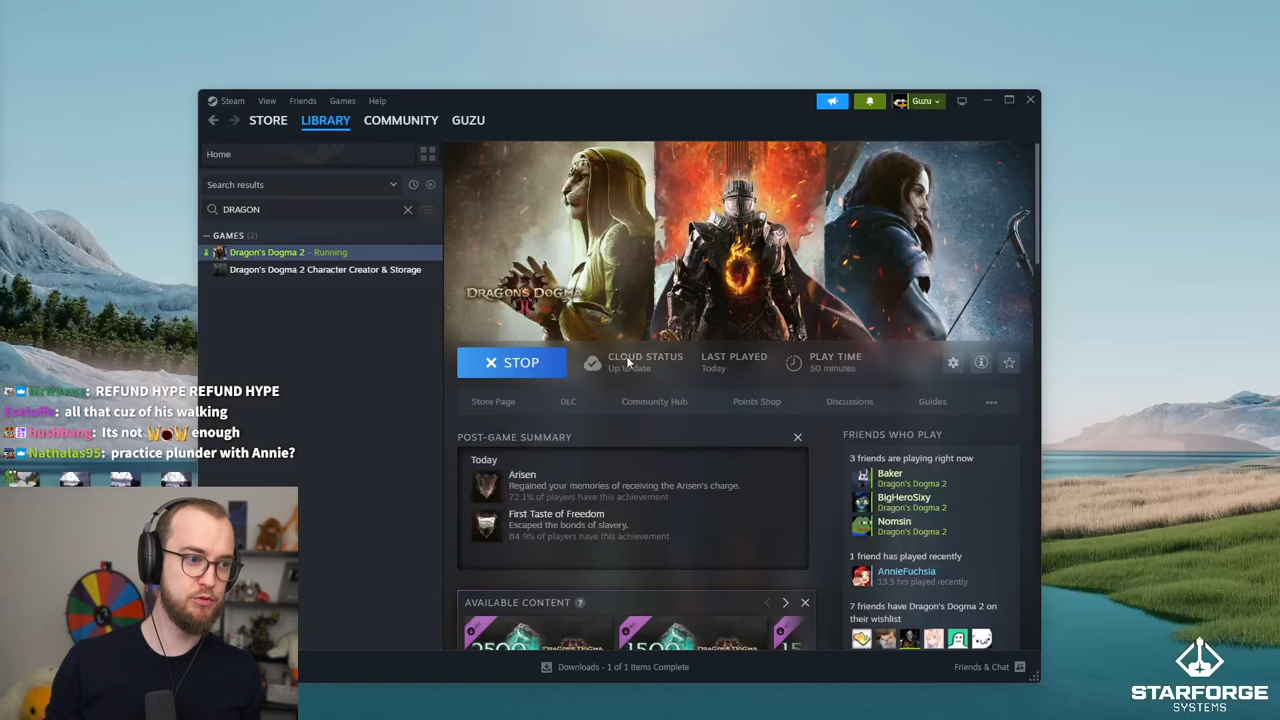 Steam View Friends Games Help
Guzu
STORE LIBRARY COMMUNITY GUZU
Home
Search results
DRAGON
GAMES (2)
Dragon's Dogma 2 - Running
Dragon's Dogma 2 Character Creator & Storage
DRAGON'S DOGMA
II
STOP
CLOUD STATUS
Up to date
LAST PLAYED
Today
PLAY TIME
50 minutes
Store Page DLC Community Hub Points Shop Discussions Guides
POST-GAME SUMMARY
Today
Arisen
Regained your memories of receiving the Arisen's charge.
72.1% of players have this achievement
First Taste of Freedom
Escaped the bonds of slavery.
84.9% of players have this achievement
AVAILABLE CONTENT ?
2500
1500
15
FRIENDS WHO PLAY
3 friends are playing right now
Baker
Dragon's Dogma 2
BigHeroSixy
Dragon's Dogma 2
Nomsin
Dragon's Dogma 2
1 friend has played recently
AnnieFuchsia
13.5 hrs played recently
7 friends have Dragon's Dogma 2 on
their wishlist
Downloads - 1 of 1 Items Complete
Friends & Chat
: REFUND HYPE REFUND HYPE
: all that cuz of his walking
hushbang: Its not WOW enough
Nathalas95: practice plunder with Annie?
STARFORGE
SYSTEMS